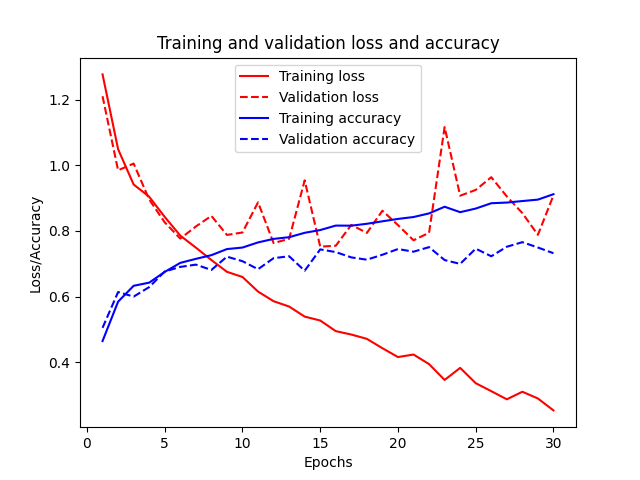 Training and validation loss and accuracy
Training loss
Validation loss
Training accuracy
Validation accuracy
Loss/Accuracy
1.2
1.0
0.8
0.6
0.4
0 5 10 15 20 25 30
Epochs